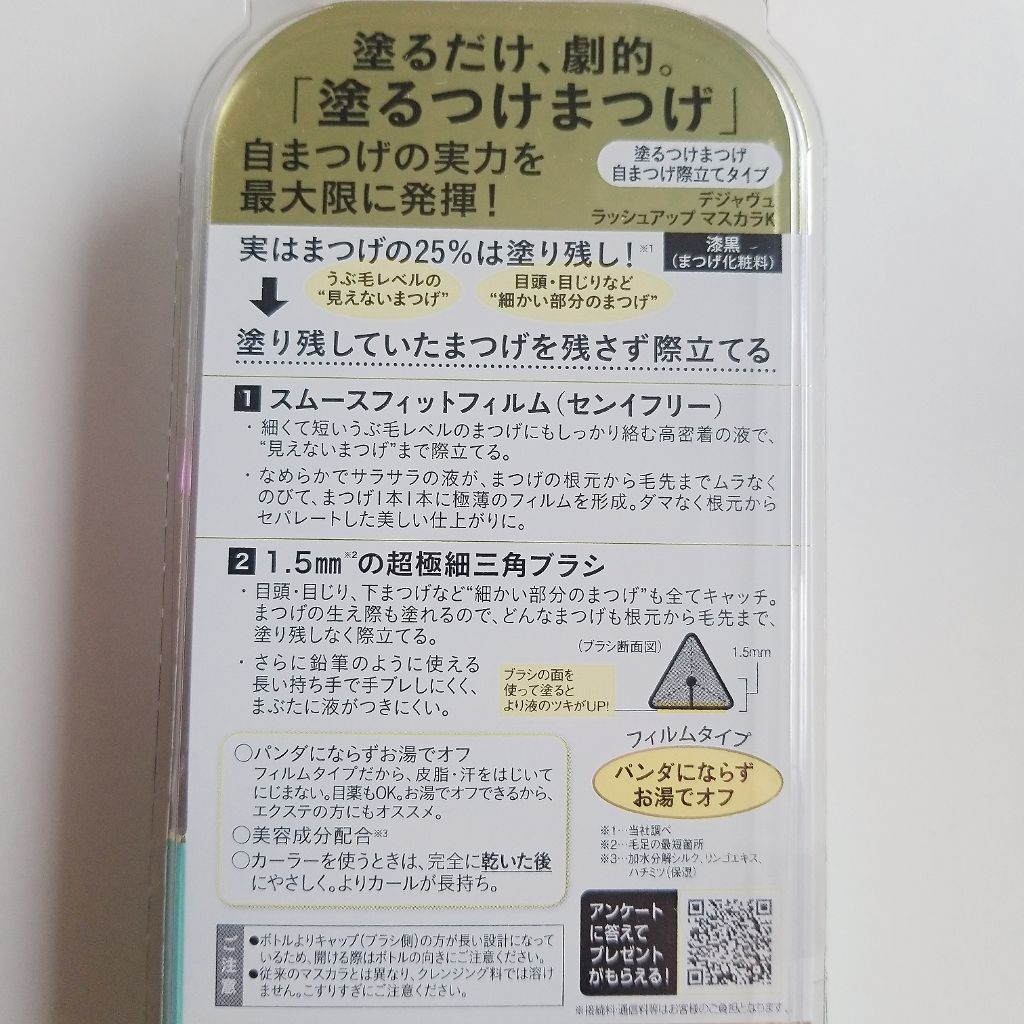 塗るだけ、劇的。
「塗るつけまつげ」
自まつげの実力を
最大限に発揮!
塗るつけまつげ
自まつげ際立てタイプ
デジャヴュ
ラッシュアップ マスカラK
漆黒
(まつげ化粧料)
実はまつげの25%は塗り残し!※1
うぶ毛レベルの
“見えないまつげ”
目頭・目じりなど
“細かい部分のまつげ”
塗り残していたまつげを残さず際立てる
1 スムースフィットフィルム(センイフリー)
・細くて短いうぶ毛レベルのまつげにもしっかり絡む高密着の液で、
“見えないまつげ”まで際立てる。
・なめらかでサラサラの液が、まつげの根元から毛先までムラなく
のびて、まつげ1本1本に極薄のフィルムを形成。ダマなく根元から
セパレートした美しい仕上がりに。
2 1.5mm※2の超極細三角ブラシ
・目頭・目じり、下まつげなど“細かい部分のまつげ”も全てキャッチ。
まつげの生え際も塗れるので、どんなまつげも根元から毛先まで、
塗り残しなく際立てる。
・さらに鉛筆のように使える
長い持ち手で手ブレしにくく、
まぶたに液がつきにくい。
(ブラシ断面図)
1.5mm
ブラシの面を
使って塗ると
より液のツキがUP!
○パンダにならずお湯でオフ
フィルムタイプだから、皮脂・汗をはじいて
にじまない。目薬もOK。お湯でオフできるから、
エクステの方にもオススメ。
○美容成分配合※3
○カーラーを使うときは、完全に乾いた後
にやさしく。よりカールが長持ち。
フィルムタイプ
パンダにならず
お湯でオフ
※1…当社調べ
※2…毛足の最短箇所
※3…加水分解シルク、リンゴエキス、
ハチミツ(保湿)
ご注意
●ボトルよりキャップ(ブラシ側)の方が長い設計になって
いるため、開ける際はボトルの向きにご注意ください。
●従来のマスカラとは異なり、クレンジング料では溶け
ません。こすりすぎにご注意ください。
アンケート
に答えて
プレゼント
がもらえる!
※接続料・通信料等はお客様のご負担となります。